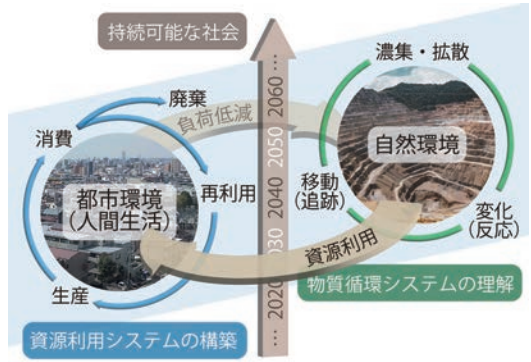 持続可能な社会
濃集・拡散
廃棄
負荷低減
消費
自然環境
都市環境
(人間生活)
再利用
移動
(追跡)
変化
(反応)
資源利用
生産
物質循環システムの理解
資源利用システムの構築
… 2020 2030 2040 2050 2060 …